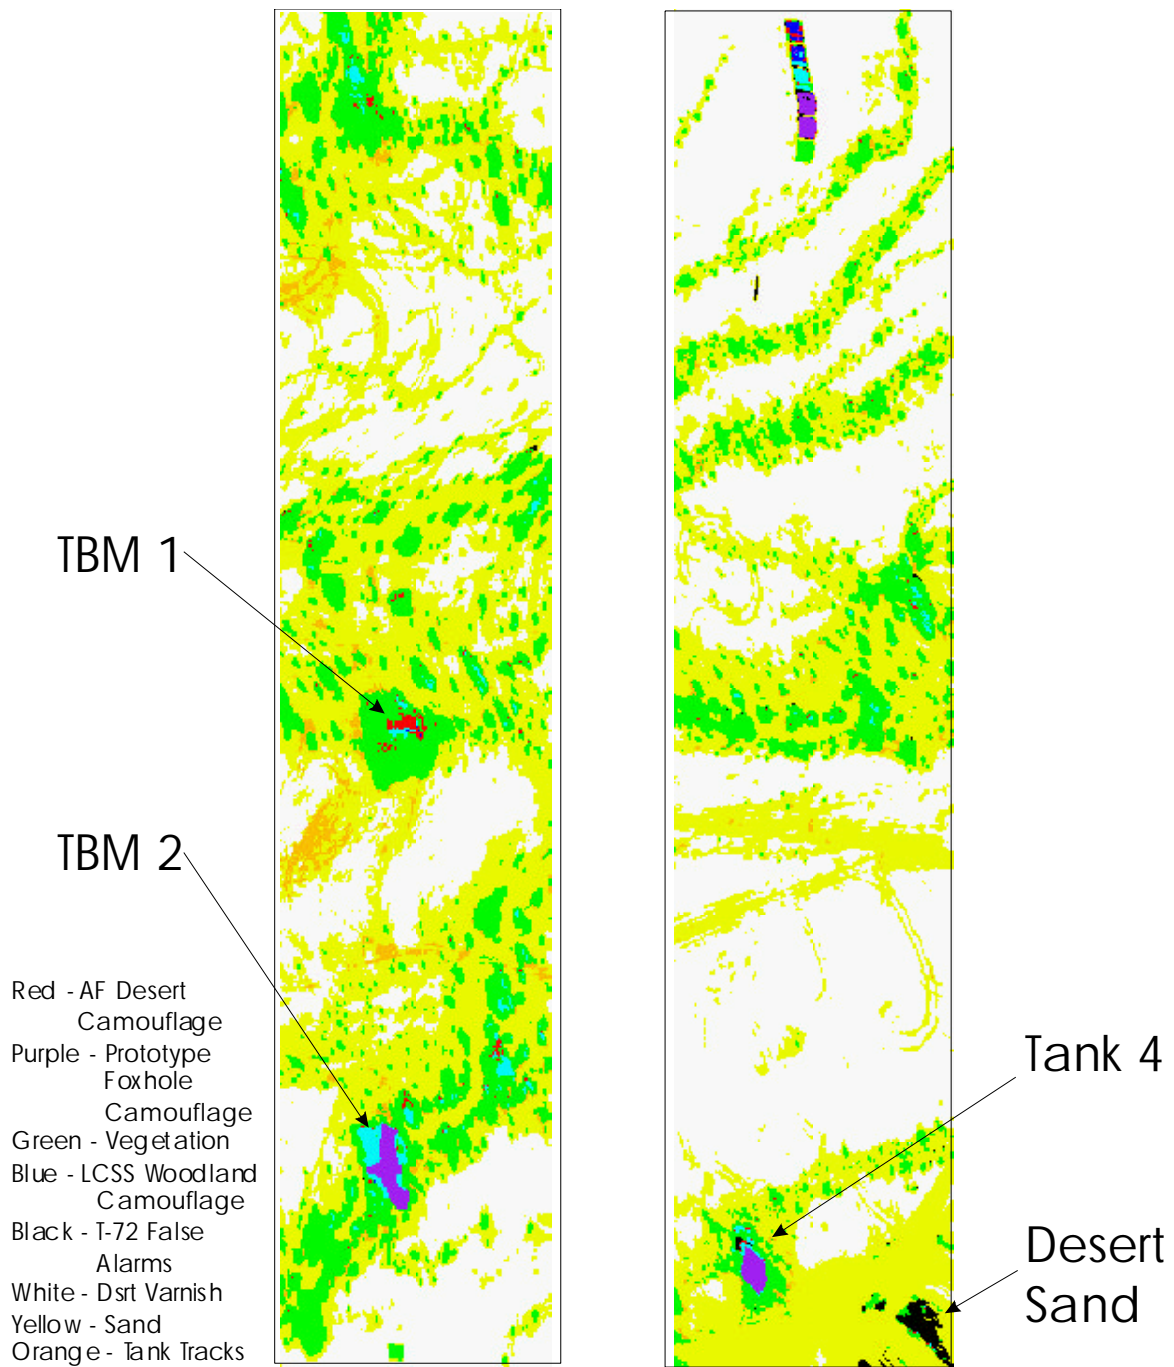 TBM 1
TBM 2
Red - AF Desert
Camouflage
Purple - Prototype
Foxhole
Camouflage
Green - Vegetation
Blue - LCSS Woodland
Camouflage
Black - T-72 False
Alarms
White - Dsrt Varnish
Yellow - Sand
Orange - Tank Tracks
Tank 4
Desert
Sand